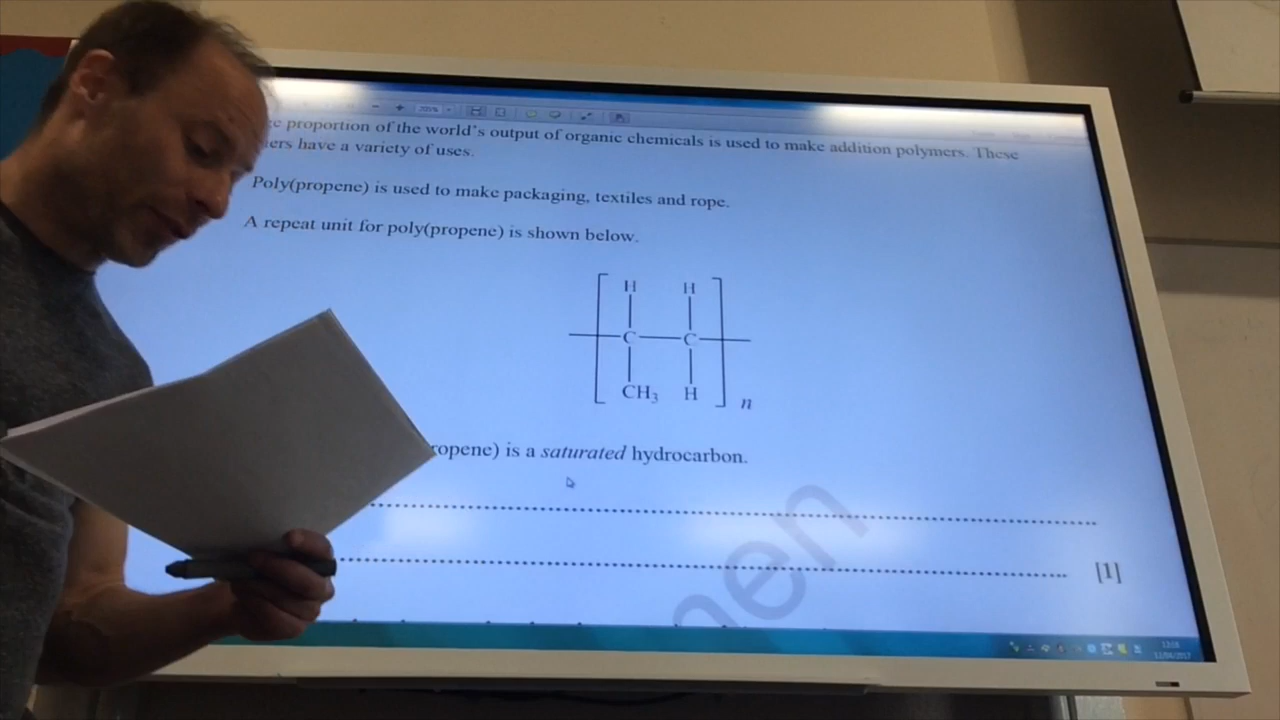 proportion of the world's output of organic chemicals is used to make addition polymers. These
have a variety of uses.
Poly(propene) is used to make packaging, textiles and rope.
A repeat unit for poly(propene) is shown below.
H H
C C
CH₃ H
n
ropene) is a saturated hydrocarbon.
[1]